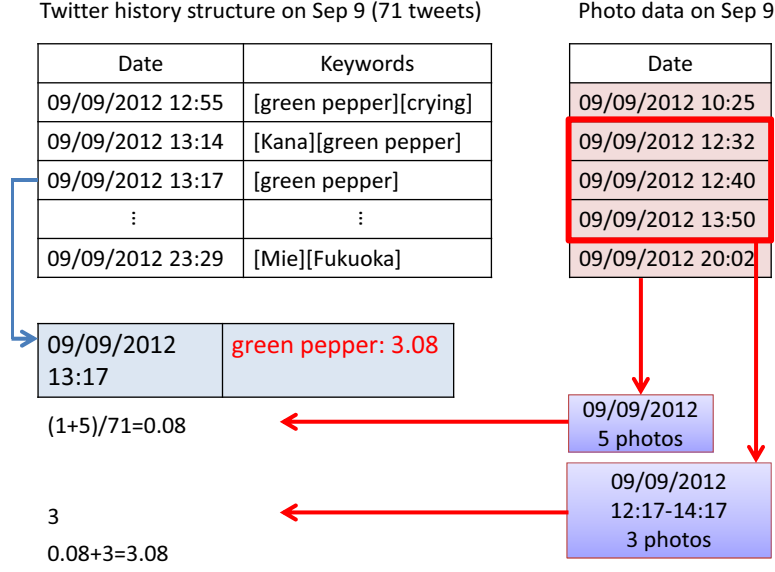 Twitter history structure on Sep 9 (71 tweets)
Photo data on Sep 9
Date Keywords
09/09/2012 12:55 [green pepper][crying]
09/09/2012 13:14 [Kana][green pepper]
09/09/2012 13:17 [green pepper]
⋮ ⋮
09/09/2012 23:29 [Mie][Fukuoka]
Date
09/09/2012 10:25
09/09/2012 12:32
09/09/2012 12:40
09/09/2012 13:50
09/09/2012 20:02
09/09/2012
13:17
green pepper: 3.08
(1+5)/71=0.08
09/09/2012
5 photos
3
0.08+3=3.08
09/09/2012
12:17-14:17
3 photos